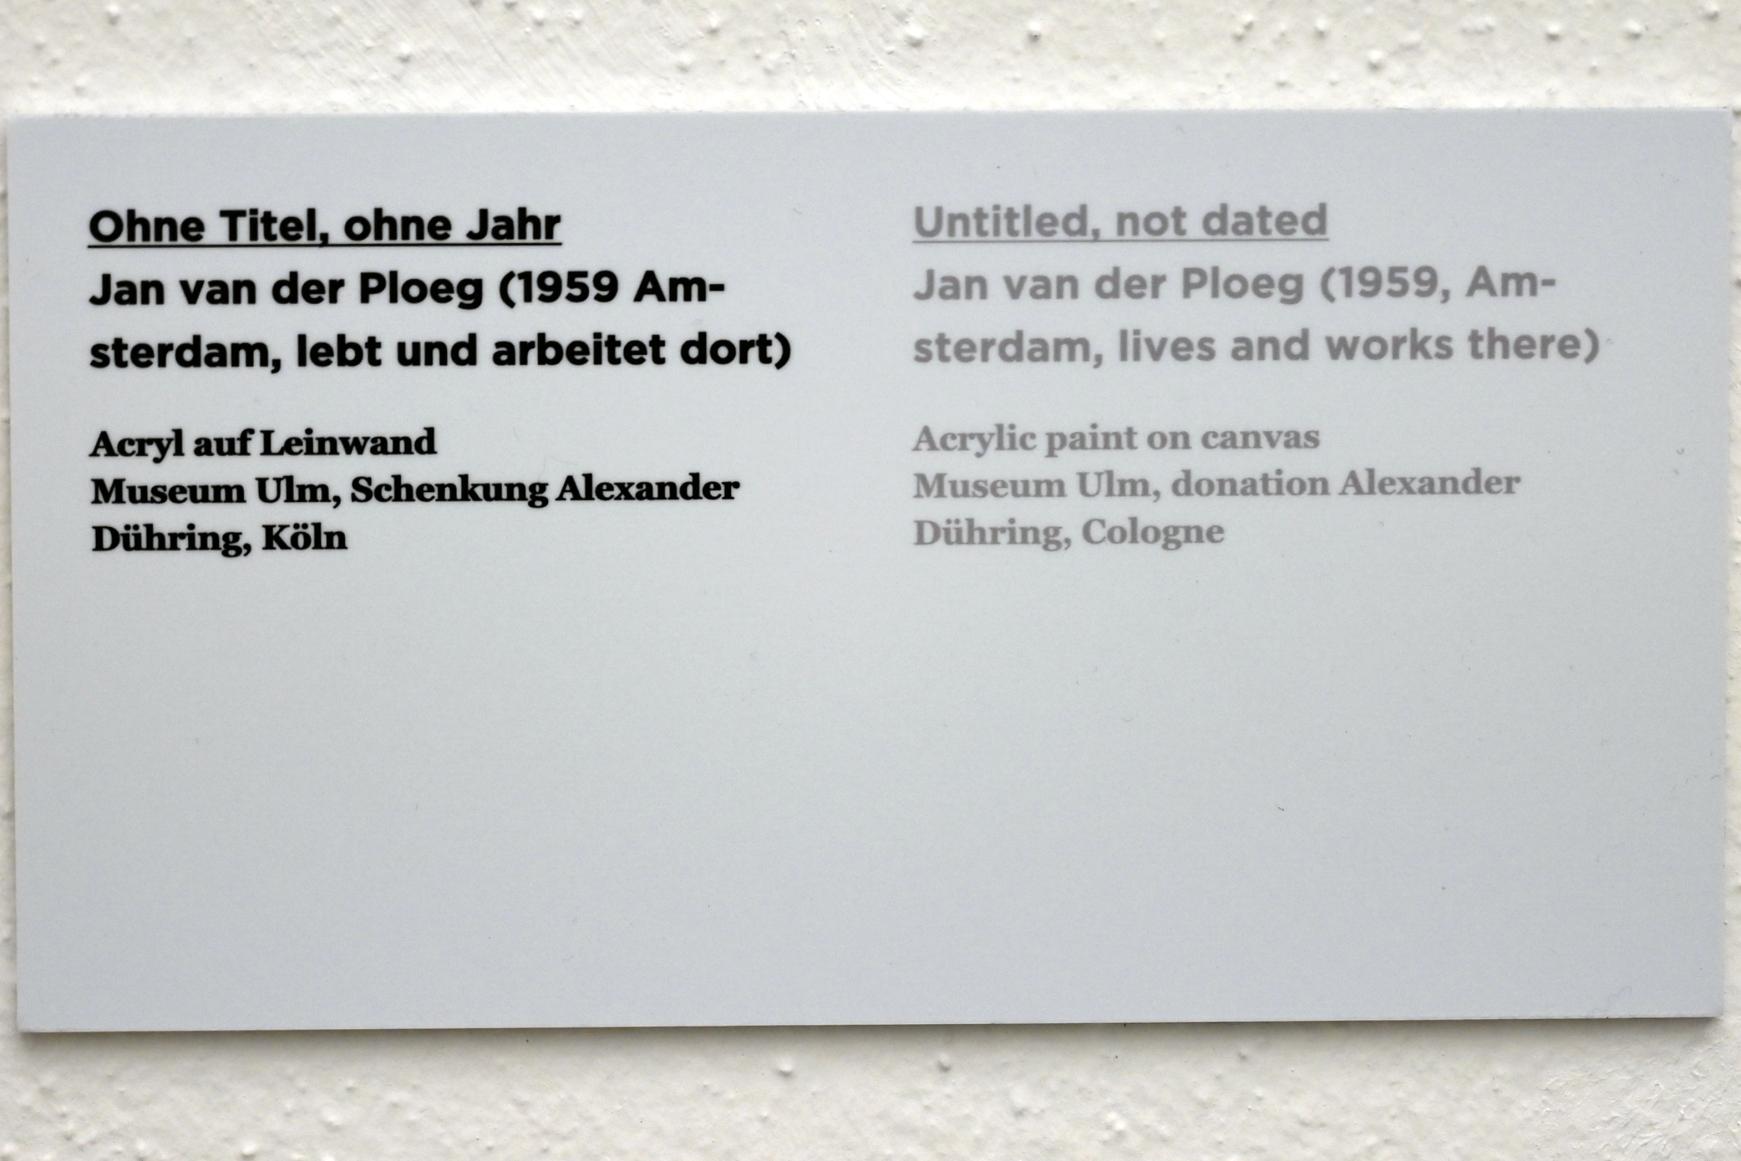 Ohne Titel, ohne Jahr
Jan van der Ploeg (1959 Am-
sterdam, lebt und arbeitet dort)
Acryl auf Leinwand
Museum Ulm, Schenkung Alexander
Dühring, Köln
Untitled, not dated
Jan van der Ploeg (1959, Am-
sterdam, lives and works there)
Acrylic paint on canvas
Museum Ulm, donation Alexander
Dühring, Cologne